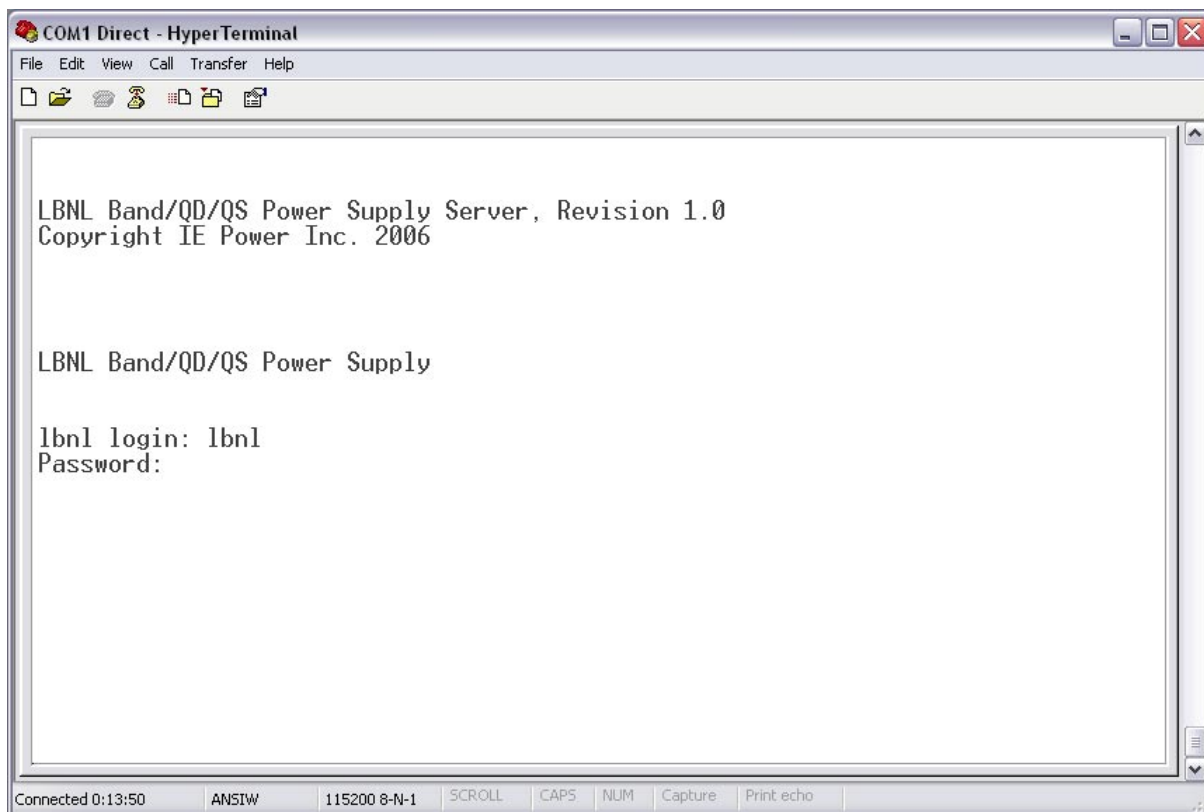 COM1 Direct - HyperTerminal
File Edit View Call Transfer Help
LBNL Band/QD/QS Power Supply Server, Revision 1.0
Copyright IE Power Inc. 2006
LBNL Band/QD/QS Power Supply
lbnl login: lbnl
Password:
Connected 0:13:50 ANSIW 115200 8-N-1 SCROLL CAPS NUM Capture Print echo